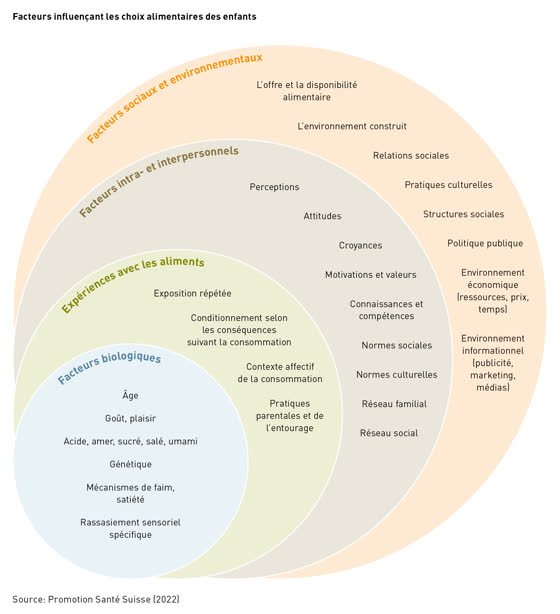 Facteurs influençant les choix alimentaires des enfants
Facteurs sociaux et environnementaux
L'offre et la disponibilité
alimentaire
L'environnement construit
Relations sociales
Pratiques culturelles
Structures sociales
Politique publique
Environnement
économique
(ressources, prix,
temps)
Environnement
informationnel
(publicité,
marketing,
médias)
Facteurs intra- et interpersonnels
Perceptions
Attitudes
Croyances
Motivations et valeurs
Connaissances et
compétences
Normes sociales
Normes culturelles
Réseau familial
Réseau social
Expériences avec les aliments
Exposition répétée
Conditionnement selon
les conséquences
suivant la consommation
Contexte affectif
de la consommation
Pratiques
parentales et de
l'entourage
Facteurs biologiques
Âge
Goût, plaisir
Acide, amer, sucré, salé, umami
Génétique
Mécanismes de faim,
satiété
Rassasiement sensoriel
spécifique
Source: Promotion Santé Suisse (2022)